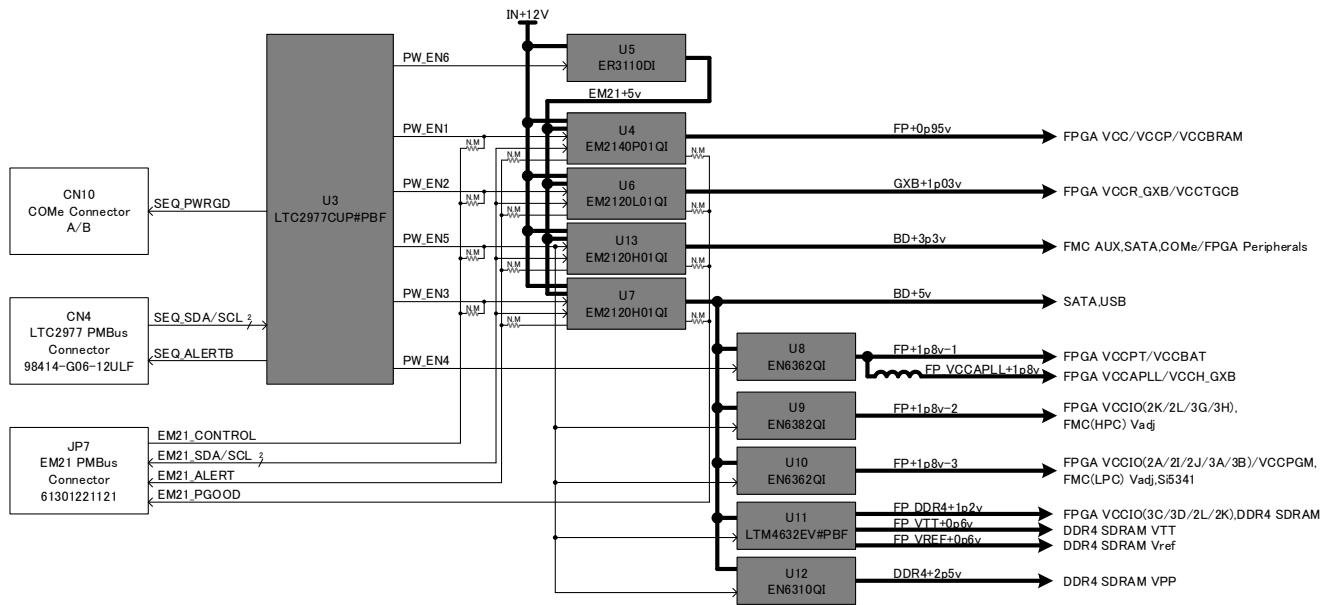 IN+12V
U5
ER3110DI
PW_EN6
EM21+5v
U3
LTC2977CUP#PBF
PW_EN1
N.M
N.M
U4
EM2140P01QI
N.M
FP+0p95v
FPGA VCC/VCCP/VCCBRAM
CN10
COMe Connector
A/B
SEQ_PWRGD
PW_EN2
N.M
N.M
U6
EM2120L01QI
N.M
GXB+1p03v
FPGA VCCR_GXB/VCCTGCB
PW_EN5
N.M
N.M
U13
EM2120H01QI
N.M
BD+3p3v
FMC AUX,SATA,COMe/FPGA Peripherals
PW_EN3
N.M
N.M
U7
EM2120H01QI
N.M
BD+5v
SATA,USB
CN4
LTC2977 PMBus
Connector
98414-G06-12ULF
SEQ_SDA/SCL 2
SEQ_ALERTB
PW_EN4
U8
EN6362QI
FP+1p8v-1
FPGA VCCPT/VCCBAT
FP_VCCAPLL+1p8v
FPGA VCCAPLL/VCCH_GXB
U9
EN6382QI
FP+1p8v-2
FPGA VCCIO(2K/2L/3G/3H),
FMC(HPC) Vadj
JP7
EM21 PMBus
Connector
61301221121
EM21_CONTROL
EM21_SDA/SCL 2
EM21_ALERT
EM21_PGOOD
U10
EN6362QI
FP+1p8v-3
FPGA VCCIO(2A/2I/2J/3A/3B)/VCCPGM,
FMC(LPC) Vadj,Si5341
U11
LTM4632EV#PBF
FP_DDR4+1p2v
FPGA VCCIO(3C/3D/2L/2K),DDR4 SDRAM
FP_VTT+0p6v
DDR4 SDRAM VTT
FP_VREF+0p6v
DDR4 SDRAM Vref
U12
EN6310QI
DDR4+2p5v
DDR4 SDRAM VPP